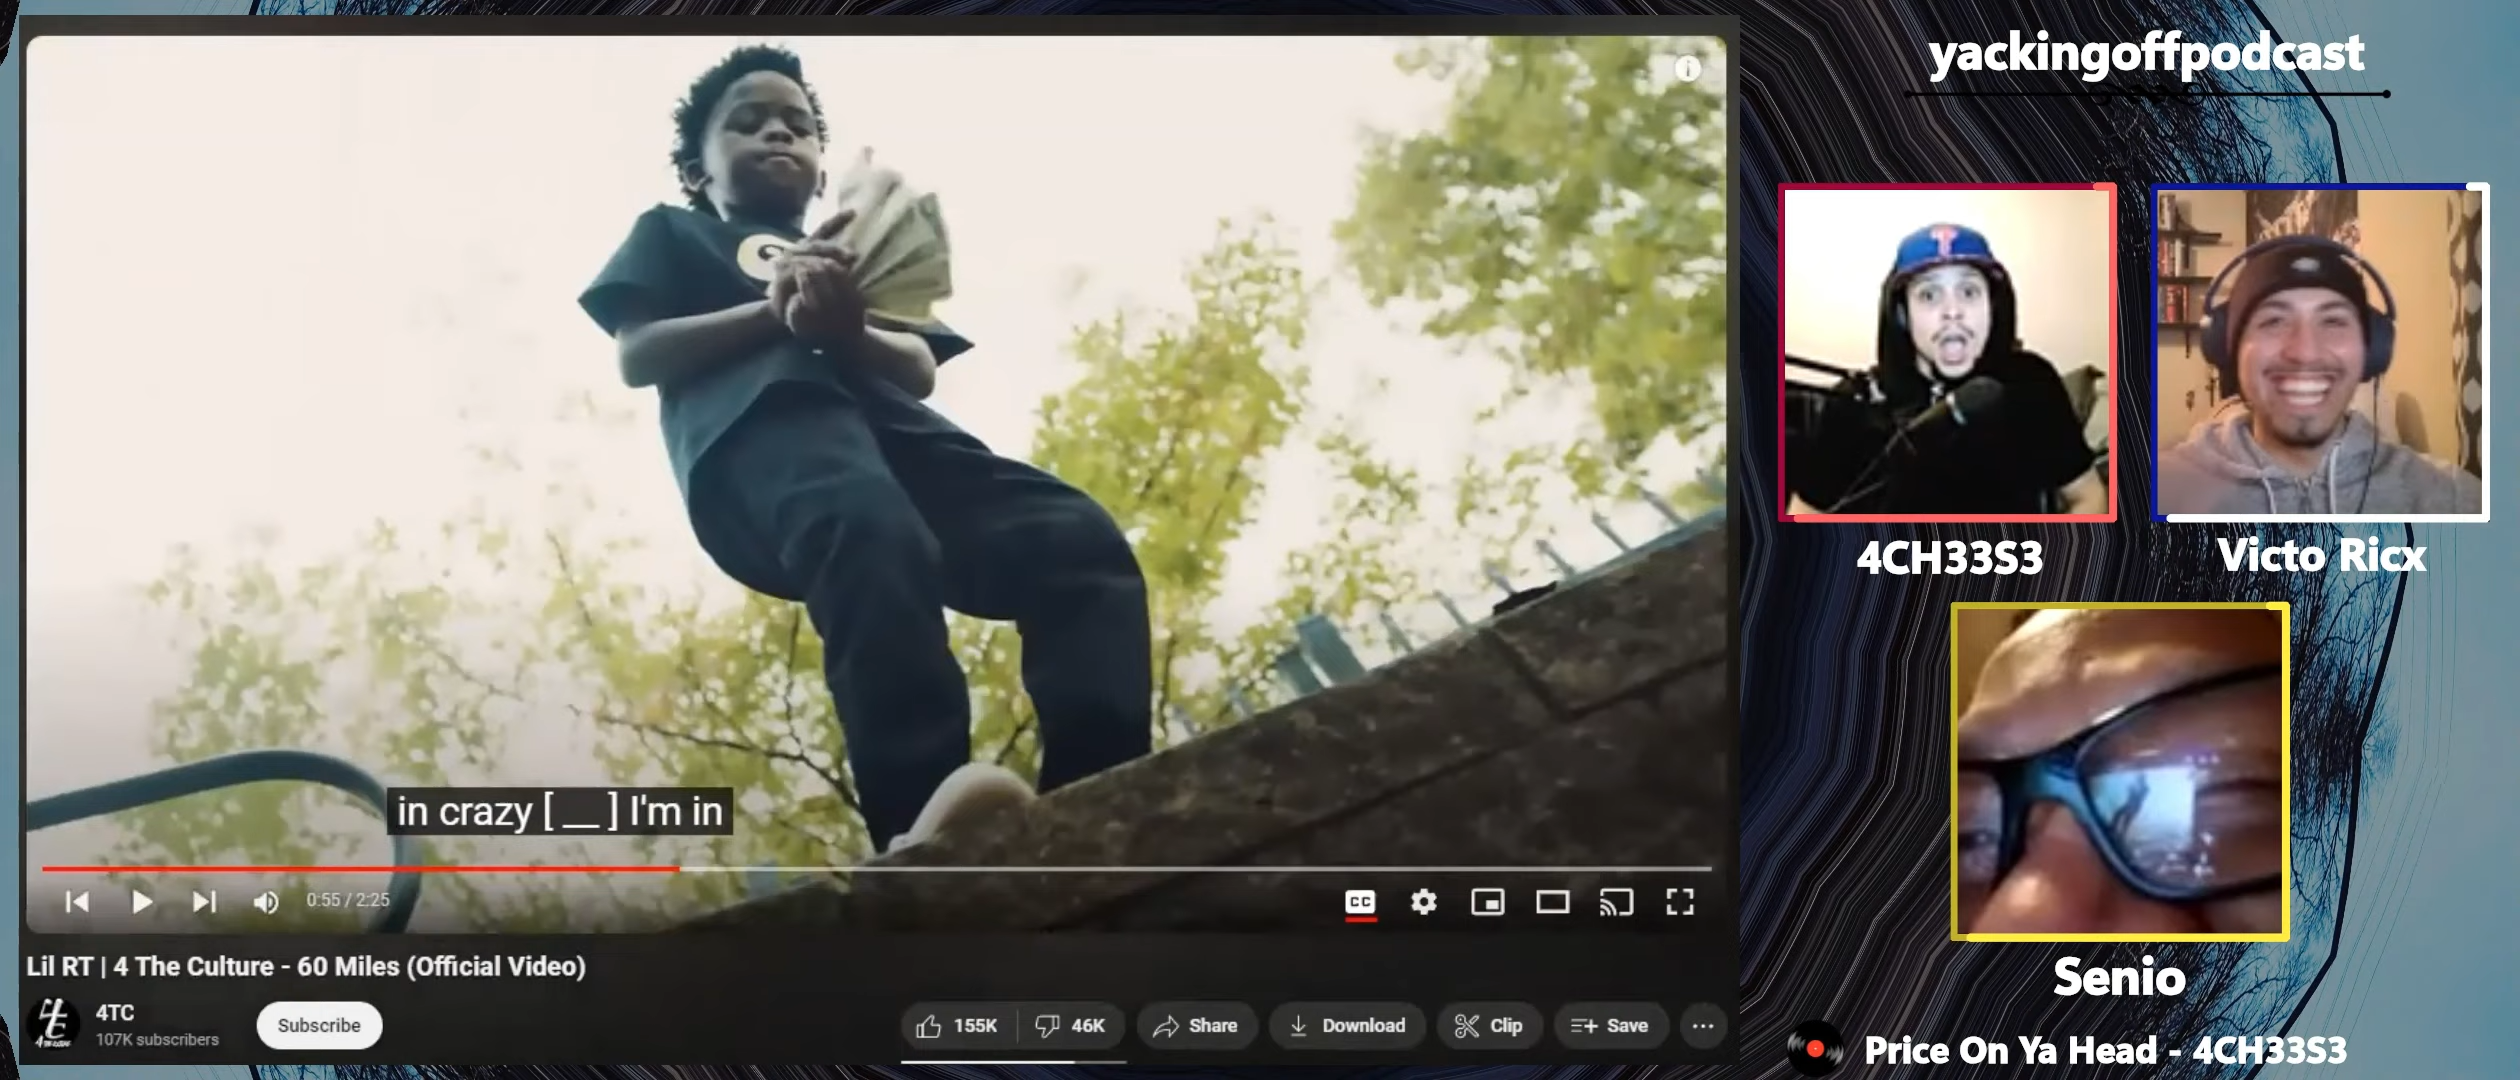 yackingoffpodcast
4CH33S3
Victo Ricx
Senio
in crazy [ __ ] I'm in
0:55 / 2:25
CC
Lil RT | 4 The Culture - 60 Miles (Official Video)
4TC
107K subscribers
Subscribe
155K
46K
Share
Download
Clip
Save
Price On Ya Head - 4CH33S3